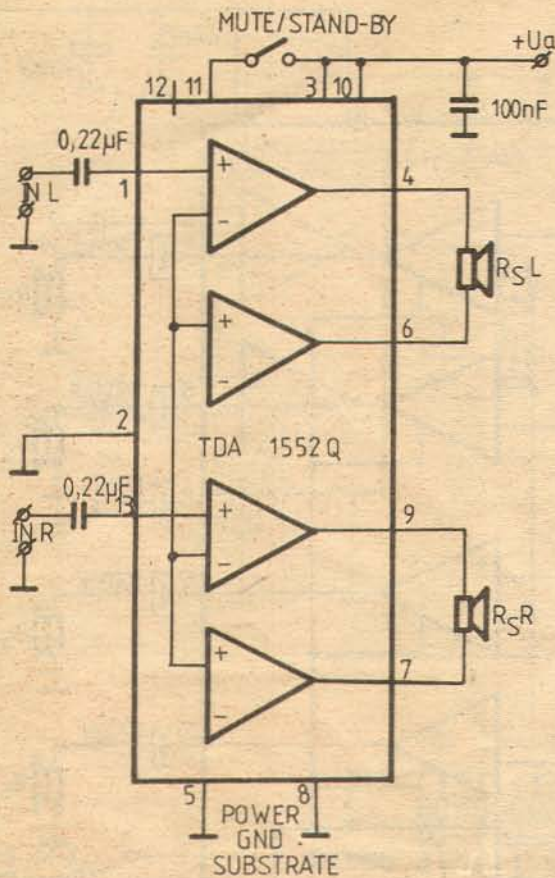 MUTE/STAND-BY
+Ua
12 11 3 10
100nF
0,22µF
IN L
1
+
-
4
RSL
+
-
6
2
TDA 1552Q
0,22µF
13
IN R
+
-
9
RSR
+
-
7
5 8
POWER
GND
SUBSTRATE